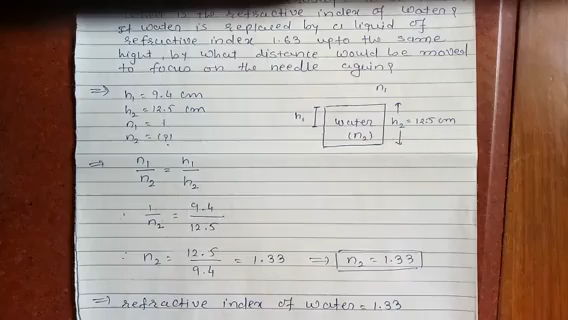 is the refractive index of water?
If water is replaced by a liquid of
refractive index 1.63 upto the same
hight, by what distance would be moved
to focus on the needle again?
⇒ h₁ = 9.4 cm
h₂ = 12.5 cm
n₁ = 1
n₂ = (?)
n₁
h₁
water
(n₂)
h₂ = 12.5 cm
⇒ n₁/n₂ = h₁/h₂
∴ 1/n₂ = 9.4/12.5
∴ n₂ = 12.5/9.4 = 1.33 ⇒ n₂ = 1.33
⇒ refractive index of water = 1.33